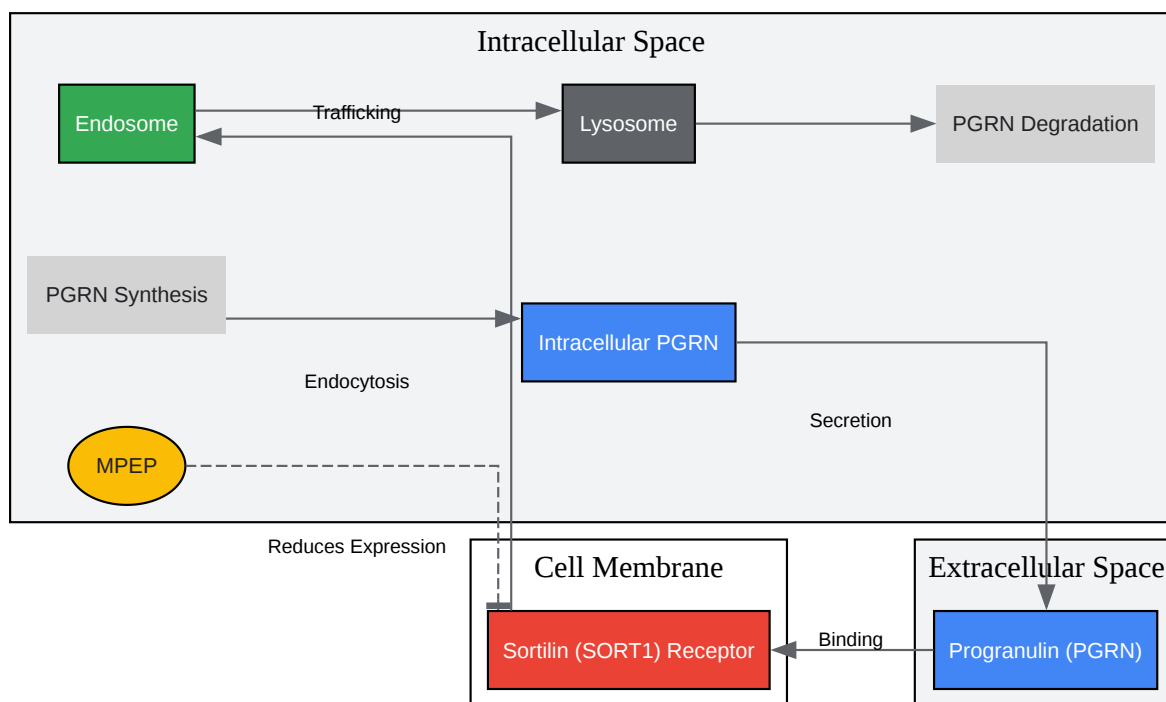 Intracellular Space
Endosome
Trafficking
Lysosome
PGRN Degradation
PGRN Synthesis
Intracellular PGRN
Endocytosis
Secretion
MPEP
Reduces Expression
Cell Membrane
Extracellular Space
Sortilin (SORT1) Receptor
Binding
Progranulin (PGRN)